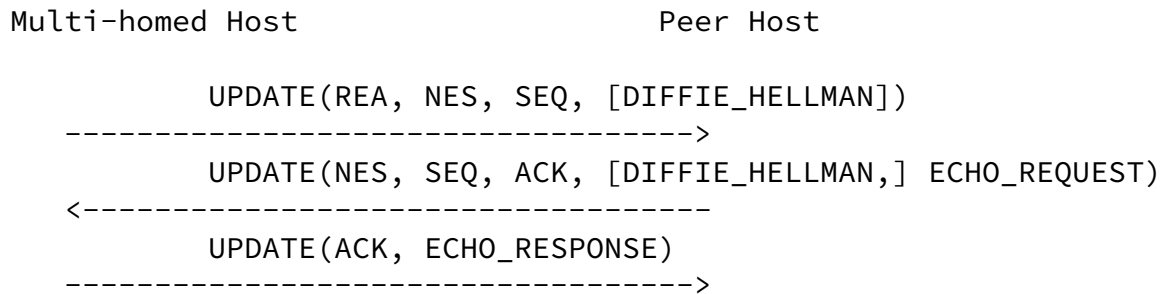 Multi-homed Host                    Peer Host
UPDATE(REA, NES, SEQ, [DIFFIE_HELLMAN])
----------------------------------->
UPDATE(NES, SEQ, ACK, [DIFFIE_HELLMAN,] ECHO_REQUEST)
<-----------------------------------
UPDATE(ACK, ECHO_RESPONSE)
----------------------------------->